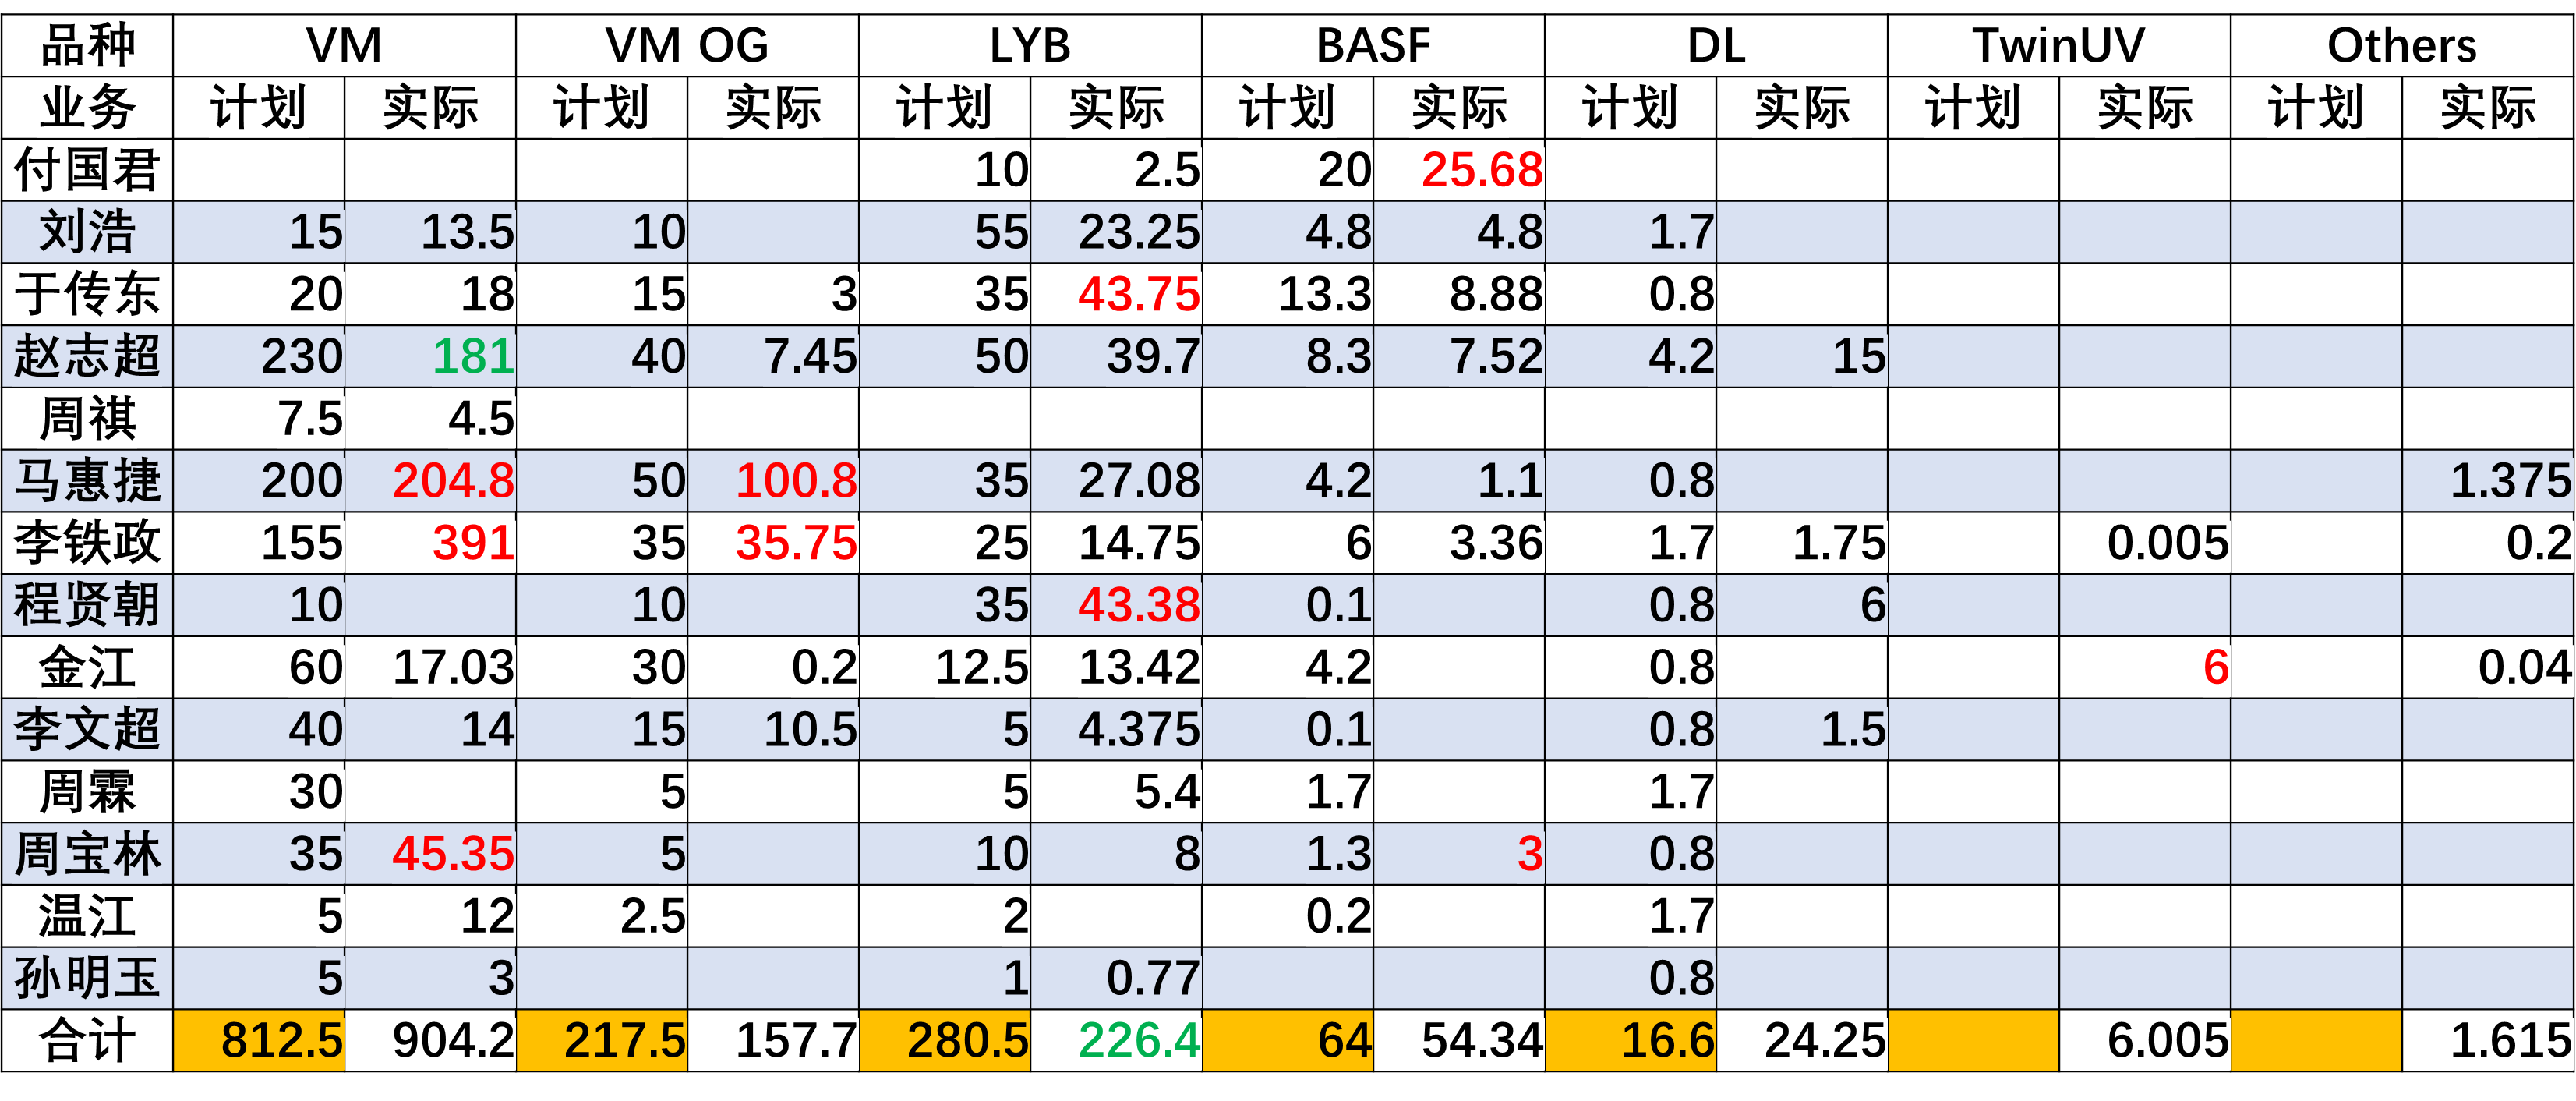 品种 VM VM OG LYB BASF DL TwinUV Others
业务 计划 实际 计划 实际 计划 实际 计划 实际 计划 实际 计划 实际 计划 实际
付国君 10 2.5 20 25.68
刘浩 15 13.5 10 55 23.25 4.8 4.8 1.7
于传东 20 18 15 3 35 43.75 13.3 8.88 0.8
赵志超 230 181 40 7.45 50 39.7 8.3 7.52 4.2 15
周祺 7.5 4.5
马惠捷 200 204.8 50 100.8 35 27.08 4.2 1.1 0.8 1.375
李铁政 155 391 35 35.75 25 14.75 6 3.36 1.7 1.75 0.005 0.2
程贤朝 10 10 35 43.38 0.1 0.8 6
金江 60 17.03 30 0.2 12.5 13.42 4.2 0.8 6 0.04
李文超 40 14 15 10.5 5 4.375 0.1 0.8 1.5
周霖 30 5 5 5.4 1.7 1.7
周宝林 35 45.35 5 10 8 1.3 3 0.8
温江 5 12 2.5 2 0.2 1.7
孙明玉 5 3 1 0.77 0.8
合计 812.5 904.2 217.5 157.7 280.5 226.4 64 54.34 16.6 24.25 6.005 1.615